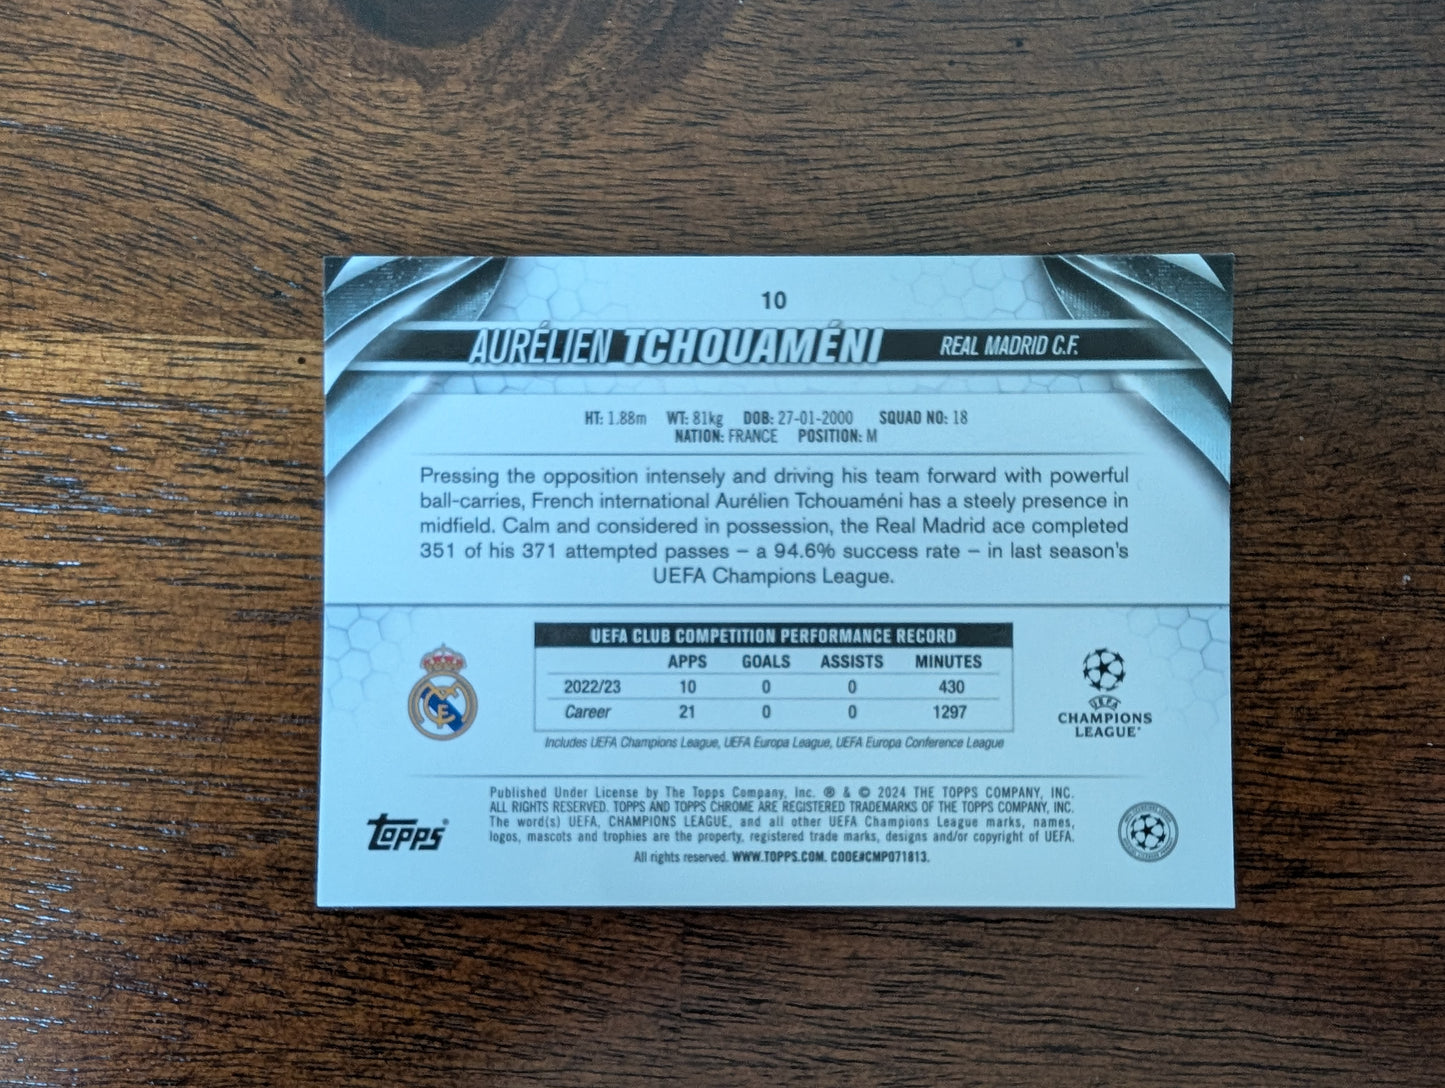 10
AURÉLIEN TCHOUAMÉNI REAL MADRID C.F.
HT: 1.88m WT: 81kg DOB: 27-01-2000 SQUAD NO: 18
NATION: FRANCE POSITION: M
Pressing the opposition intensely and driving his team forward with powerful
ball-carries, French international Aurélien Tchouaméni has a steely presence in
midfield. Calm and considered in possession, the Real Madrid ace completed
351 of his 371 attempted passes – a 94.6% success rate – in last season's
UEFA Champions League.
UEFA CLUB COMPETITION PERFORMANCE RECORD
APPS GOALS ASSISTS MINUTES
2022/23 10 0 0 430
Career 21 0 0 1297
Includes UEFA Champions League, UEFA Europa League, UEFA Europa Conference League
UEFA
CHAMPIONS
LEAGUE®
Published Under License by The Topps Company, Inc. ® & © 2024 THE TOPPS COMPANY, INC.
ALL RIGHTS RESERVED. TOPPS AND TOPPS CHROME ARE REGISTERED TRADEMARKS OF THE TOPPS COMPANY, INC.
The word(s) UEFA, CHAMPIONS LEAGUE, and all other UEFA Champions League marks, names,
logos, mascots and trophies are the property, registered trade marks, designs and/or copyright of UEFA.
All rights reserved. WWW.TOPPS.COM. CODE#CMP071813.
topps®